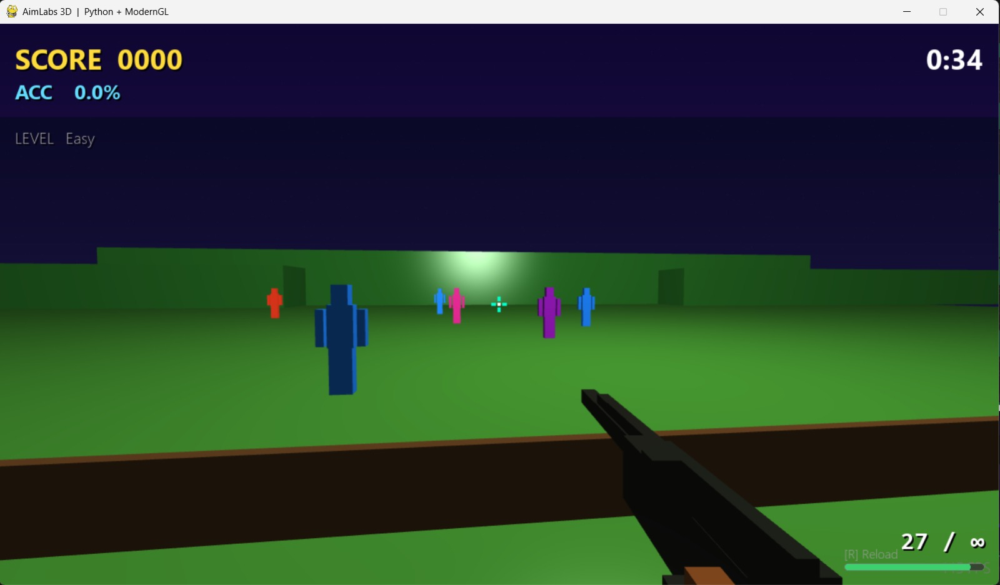 AimLabs 3D | Python + ModernGL
SCORE 0000
0:34
ACC 0.0%
LEVEL Easy
27 / ∞
[R] Reload